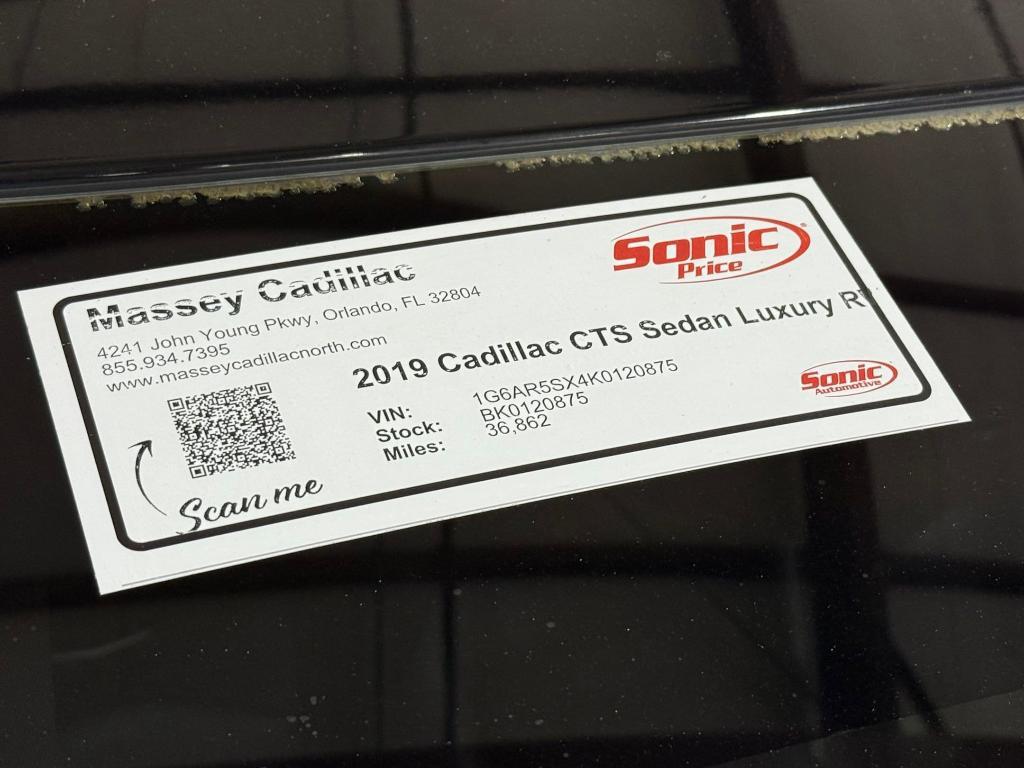 Massey Cadillac
4241 John Young Pkwy, Orlando, FL 32804
855.934.7395
www.masseycadillacnorth.com
Sonic®
Price
2019 Cadillac CTS Sedan Luxury R
VIN: 1G6AR5SX4K0120875
Stock: BK0120875
Miles: 36,862
Scan me
Sonic
Automotive